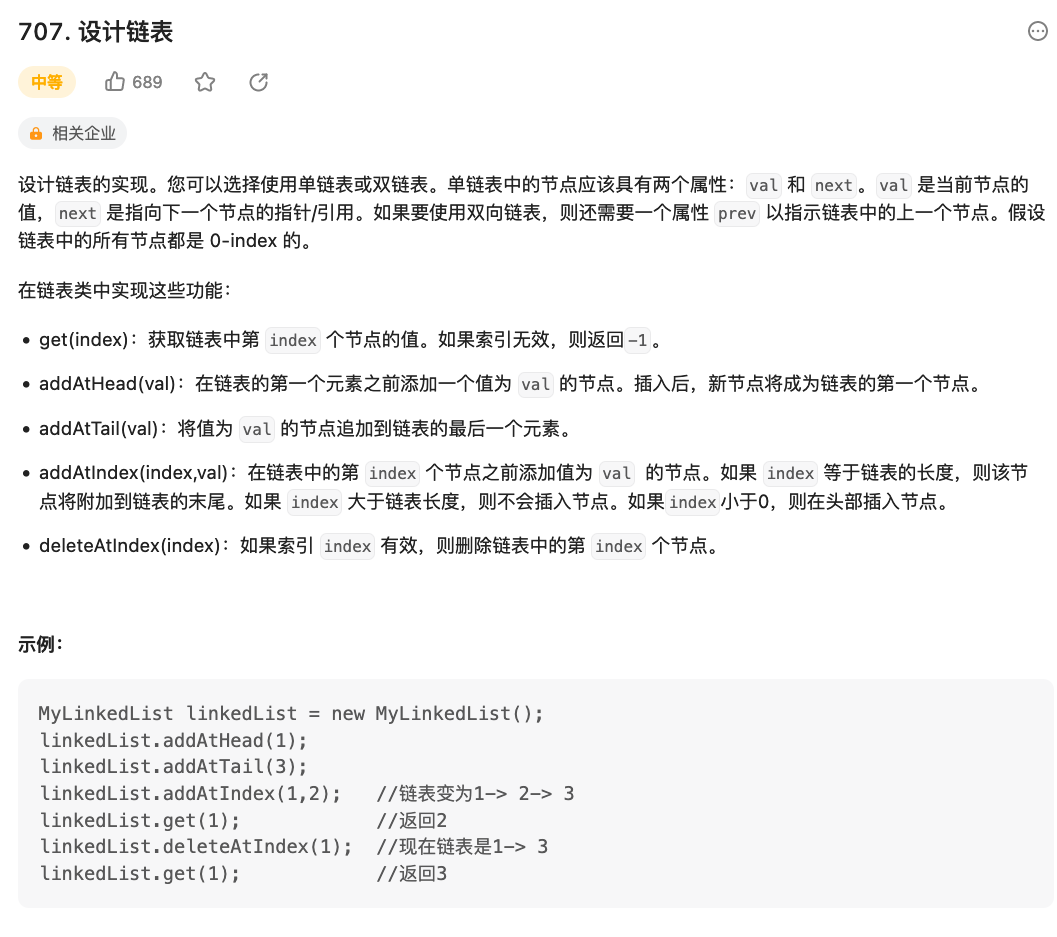 707. 设计链表
中等 689
相关企业
设计链表的实现。您可以选择使用单链表或双链表。单链表中的节点应该具有两个属性：val 和 next。val 是当前节点的
值，next 是指向下一个节点的指针/引用。如果要使用双向链表，则还需要一个属性 prev 以指示链表中的上一个节点。假设
链表中的所有节点都是 0-index 的。
在链表类中实现这些功能：
• get(index)：获取链表中第 index 个节点的值。如果索引无效，则返回-1。
• addAtHead(val)：在链表的第一个元素之前添加一个值为 val 的节点。插入后，新节点将成为链表的第一个节点。
• addAtTail(val)：将值为 val 的节点追加到链表的最后一个元素。
• addAtIndex(index,val)：在链表中的第 index 个节点之前添加值为 val 的节点。如果 index 等于链表的长度，则该节
点将附加到链表的末尾。如果 index 大于链表长度，则不会插入节点。如果index小于0，则在头部插入节点。
• deleteAtIndex(index)：如果索引 index 有效，则删除链表中的第 index 个节点。
示例：
MyLinkedList linkedList = new MyLinkedList();
linkedList.addAtHead(1);
linkedList.addAtTail(3);
linkedList.addAtIndex(1,2);   //链表变为1-> 2-> 3
linkedList.get(1);            //返回2
linkedList.deleteAtIndex(1);  //现在链表是1-> 3
linkedList.get(1);            //返回3